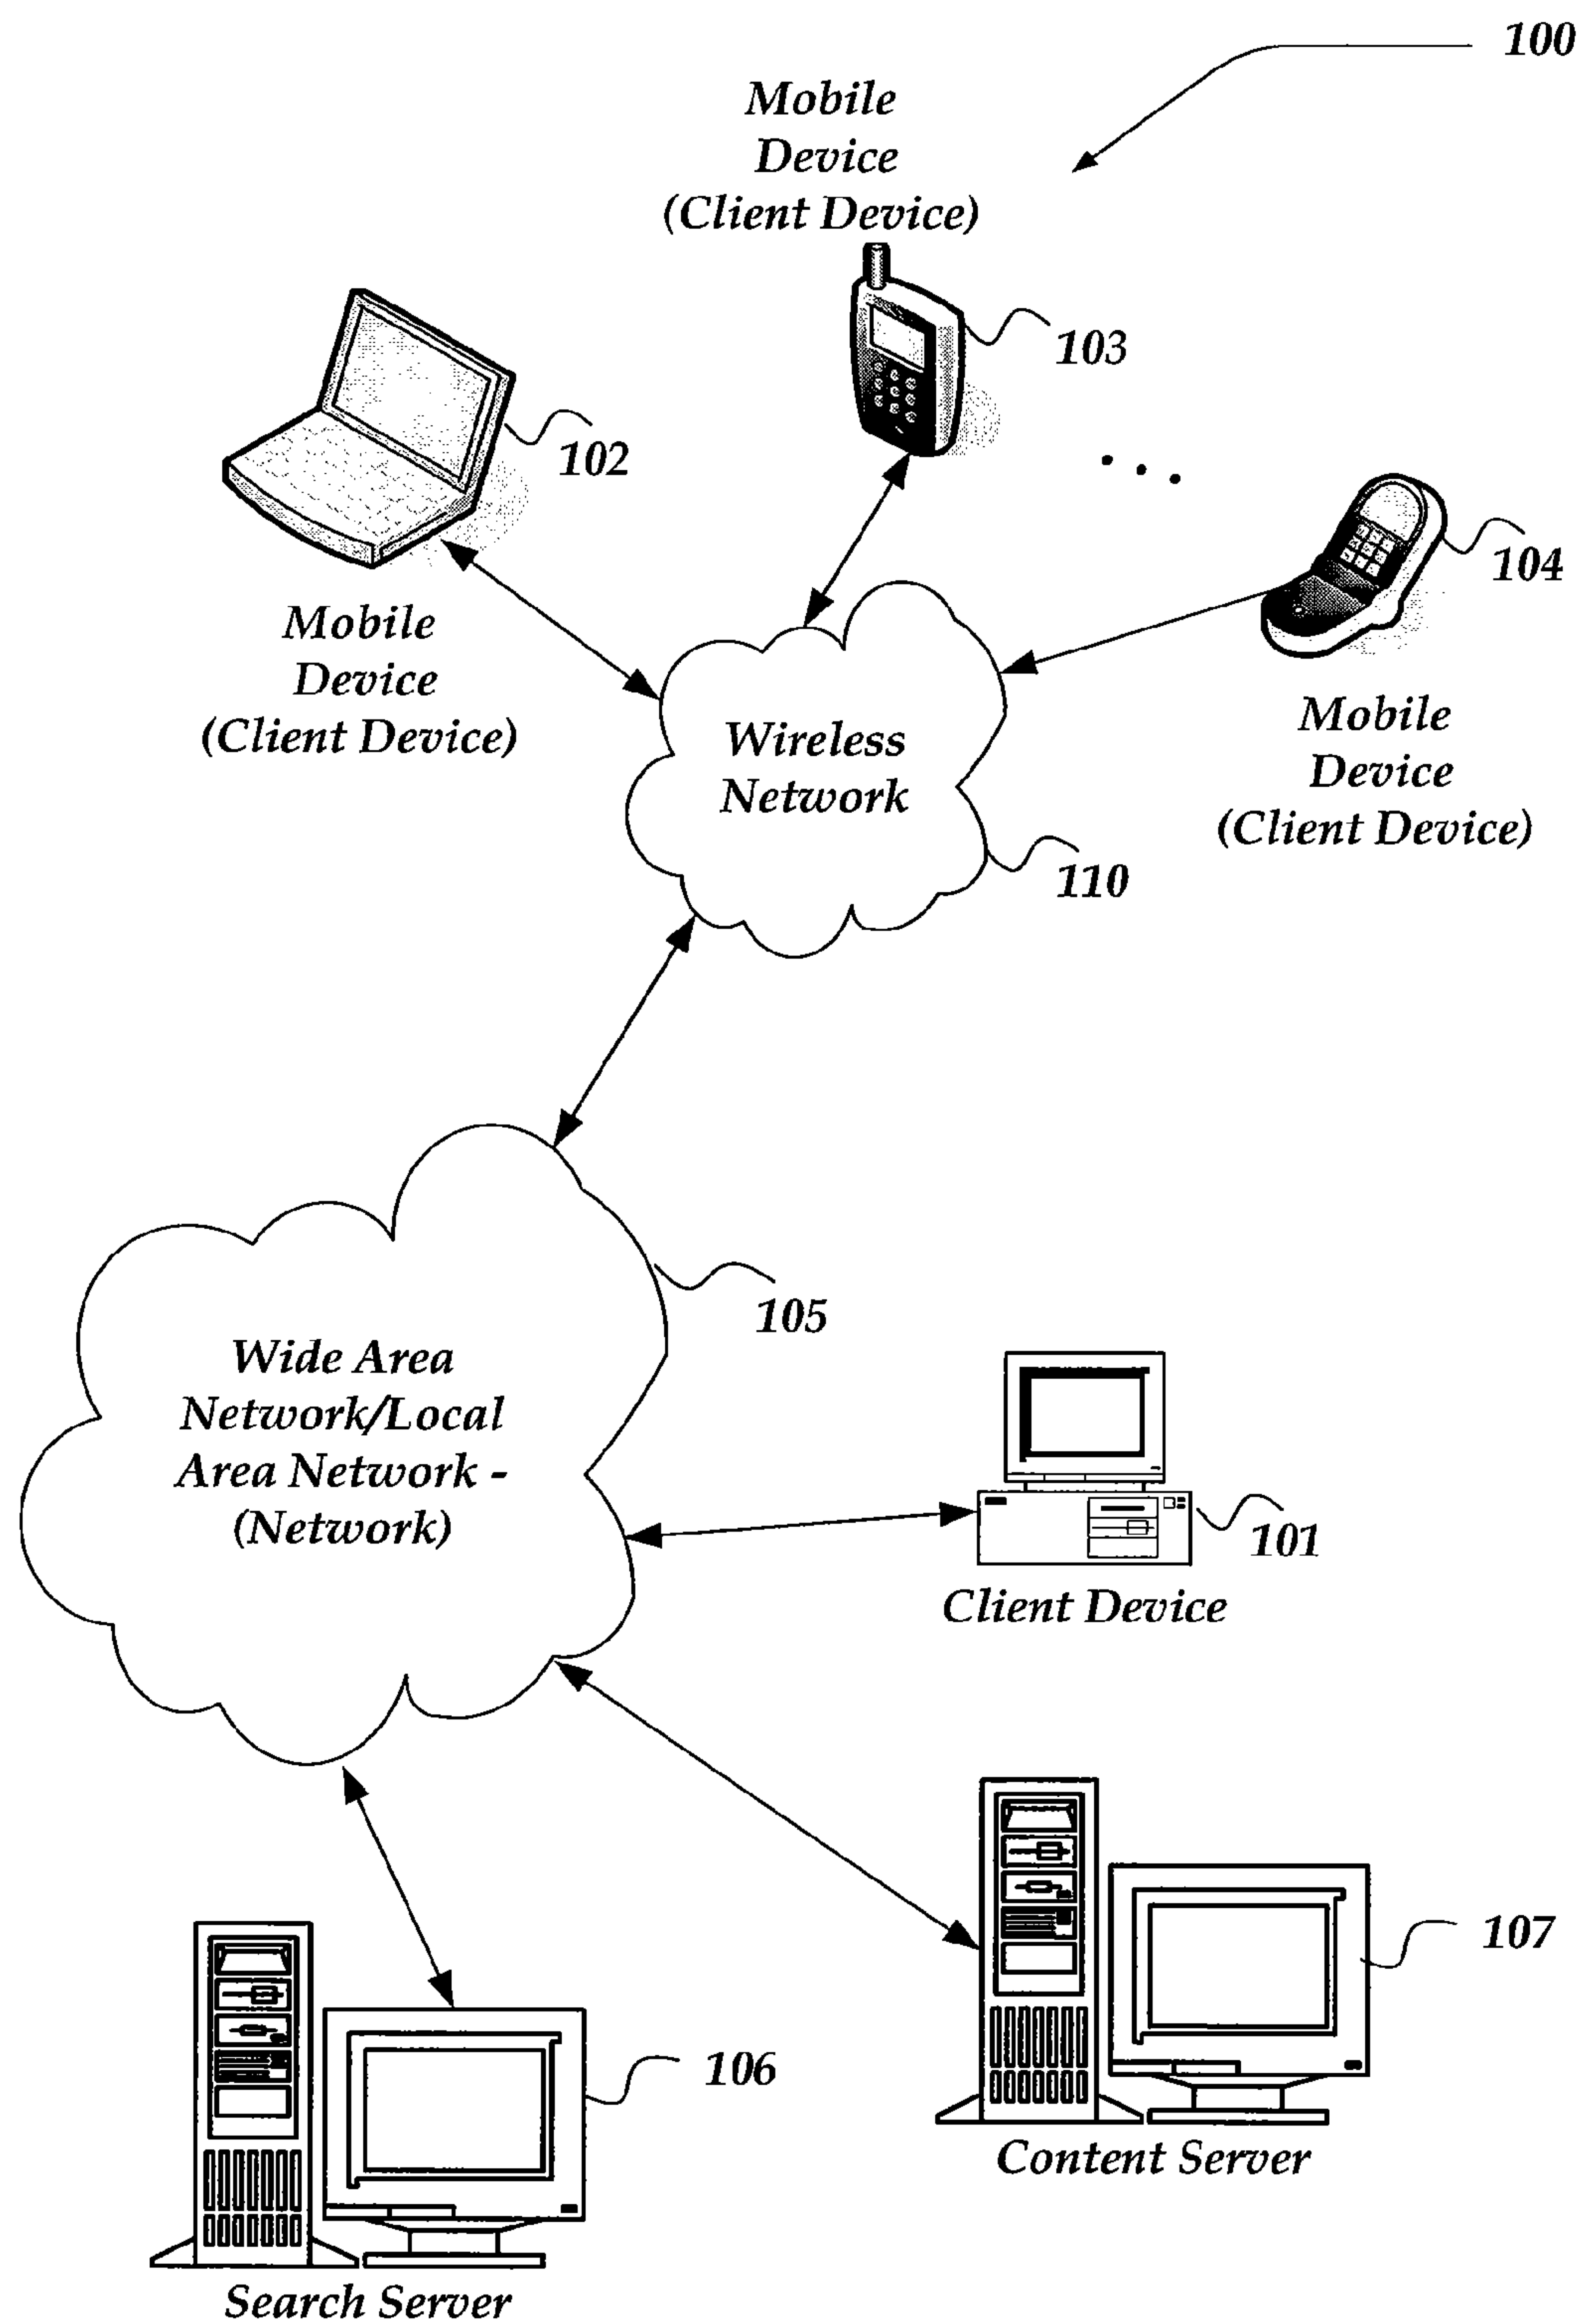 100
Mobile
Device
(Client Device)
103
102
104
Mobile
Device
(Client Device)
Mobile
Device
(Client Device)
Wireless
Network
110
105
Wide Area
Network/Local
Area Network -
(Network)
101
Client Device
107
Content Server
106
Search Server